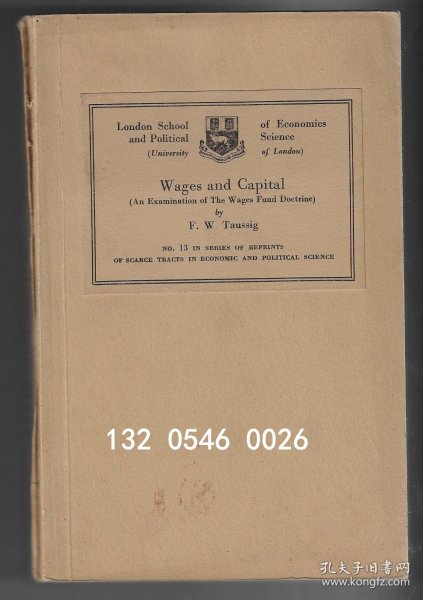 London School of Economics
and Political Science
(University of London)
Wages and Capital
(An Examination of The Wages Fund Doctrine)
by
F. W Taussig
NO. 13 IN SERIES OF REPRINTS
OF SCARCE TRACTS IN ECONOMIC AND POLITICAL SCIENCE
132 0546 0026
孔夫子旧书网
kongfz.com